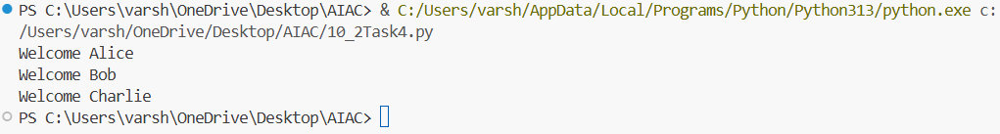 PS C:\Users\varsh\OneDrive\Desktop\AIAC> & C:/Users/varsh/AppData/Local/Programs/Python/Python313/python.exe c:
/Users/varsh/OneDrive/Desktop/AIAC/10_2Task4.py
Welcome Alice
Welcome Bob
Welcome Charlie
PS C:\Users\varsh\OneDrive\Desktop\AIAC>